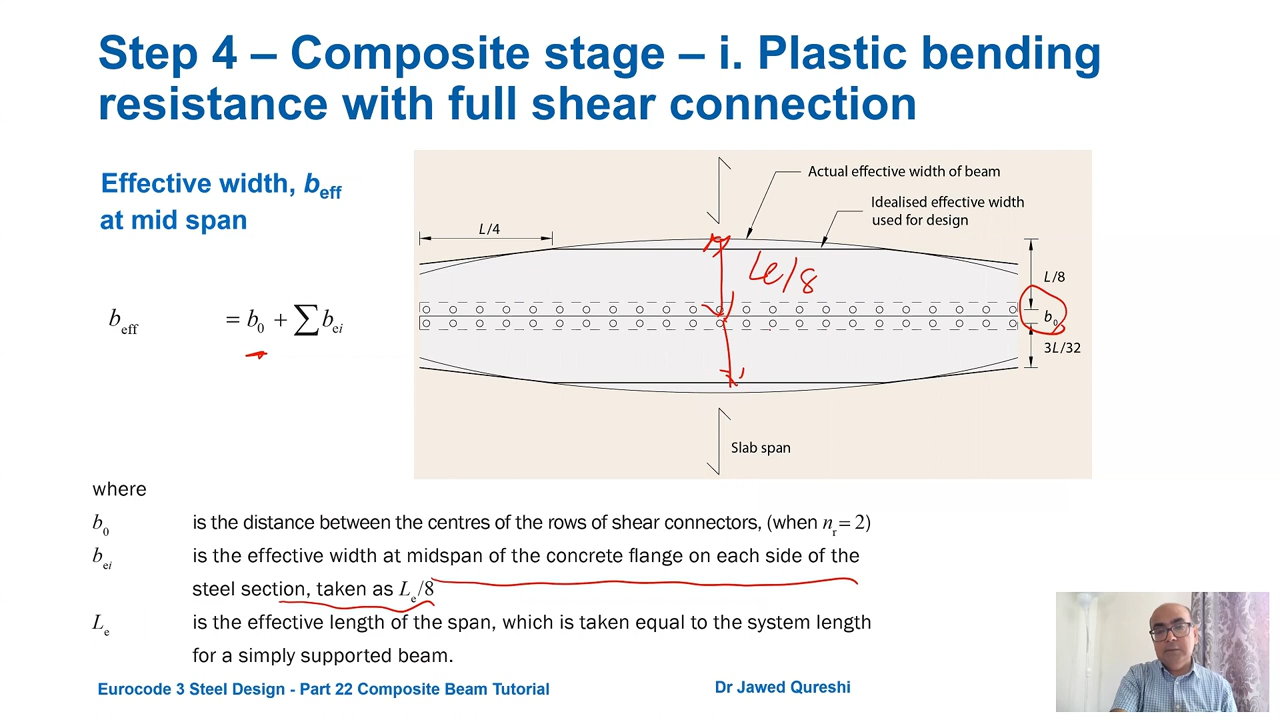 Step 4 – Composite stage – i. Plastic bending
resistance with full shear connection
Effective width, beff
at mid span
Actual effective width of beam
Idealised effective width
used for design
L/4
Le/8
L/8
b0
3L/32
beff = b0 + ∑ bei
Slab span
where
b0 is the distance between the centres of the rows of shear connectors, (when nr = 2)
bei is the effective width at midspan of the concrete flange on each side of the
steel section, taken as Le/8
Le is the effective length of the span, which is taken equal to the system length
for a simply supported beam.
Eurocode 3 Steel Design - Part 22 Composite Beam Tutorial
Dr Jawed Qureshi